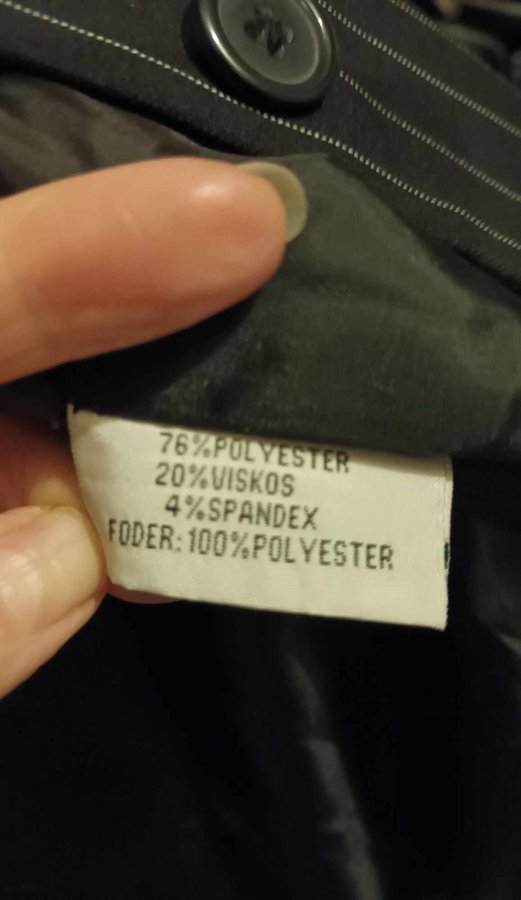 76%POLYESTER
20%VISKOS
4%SPANDEX
FODER:100%POLYESTER